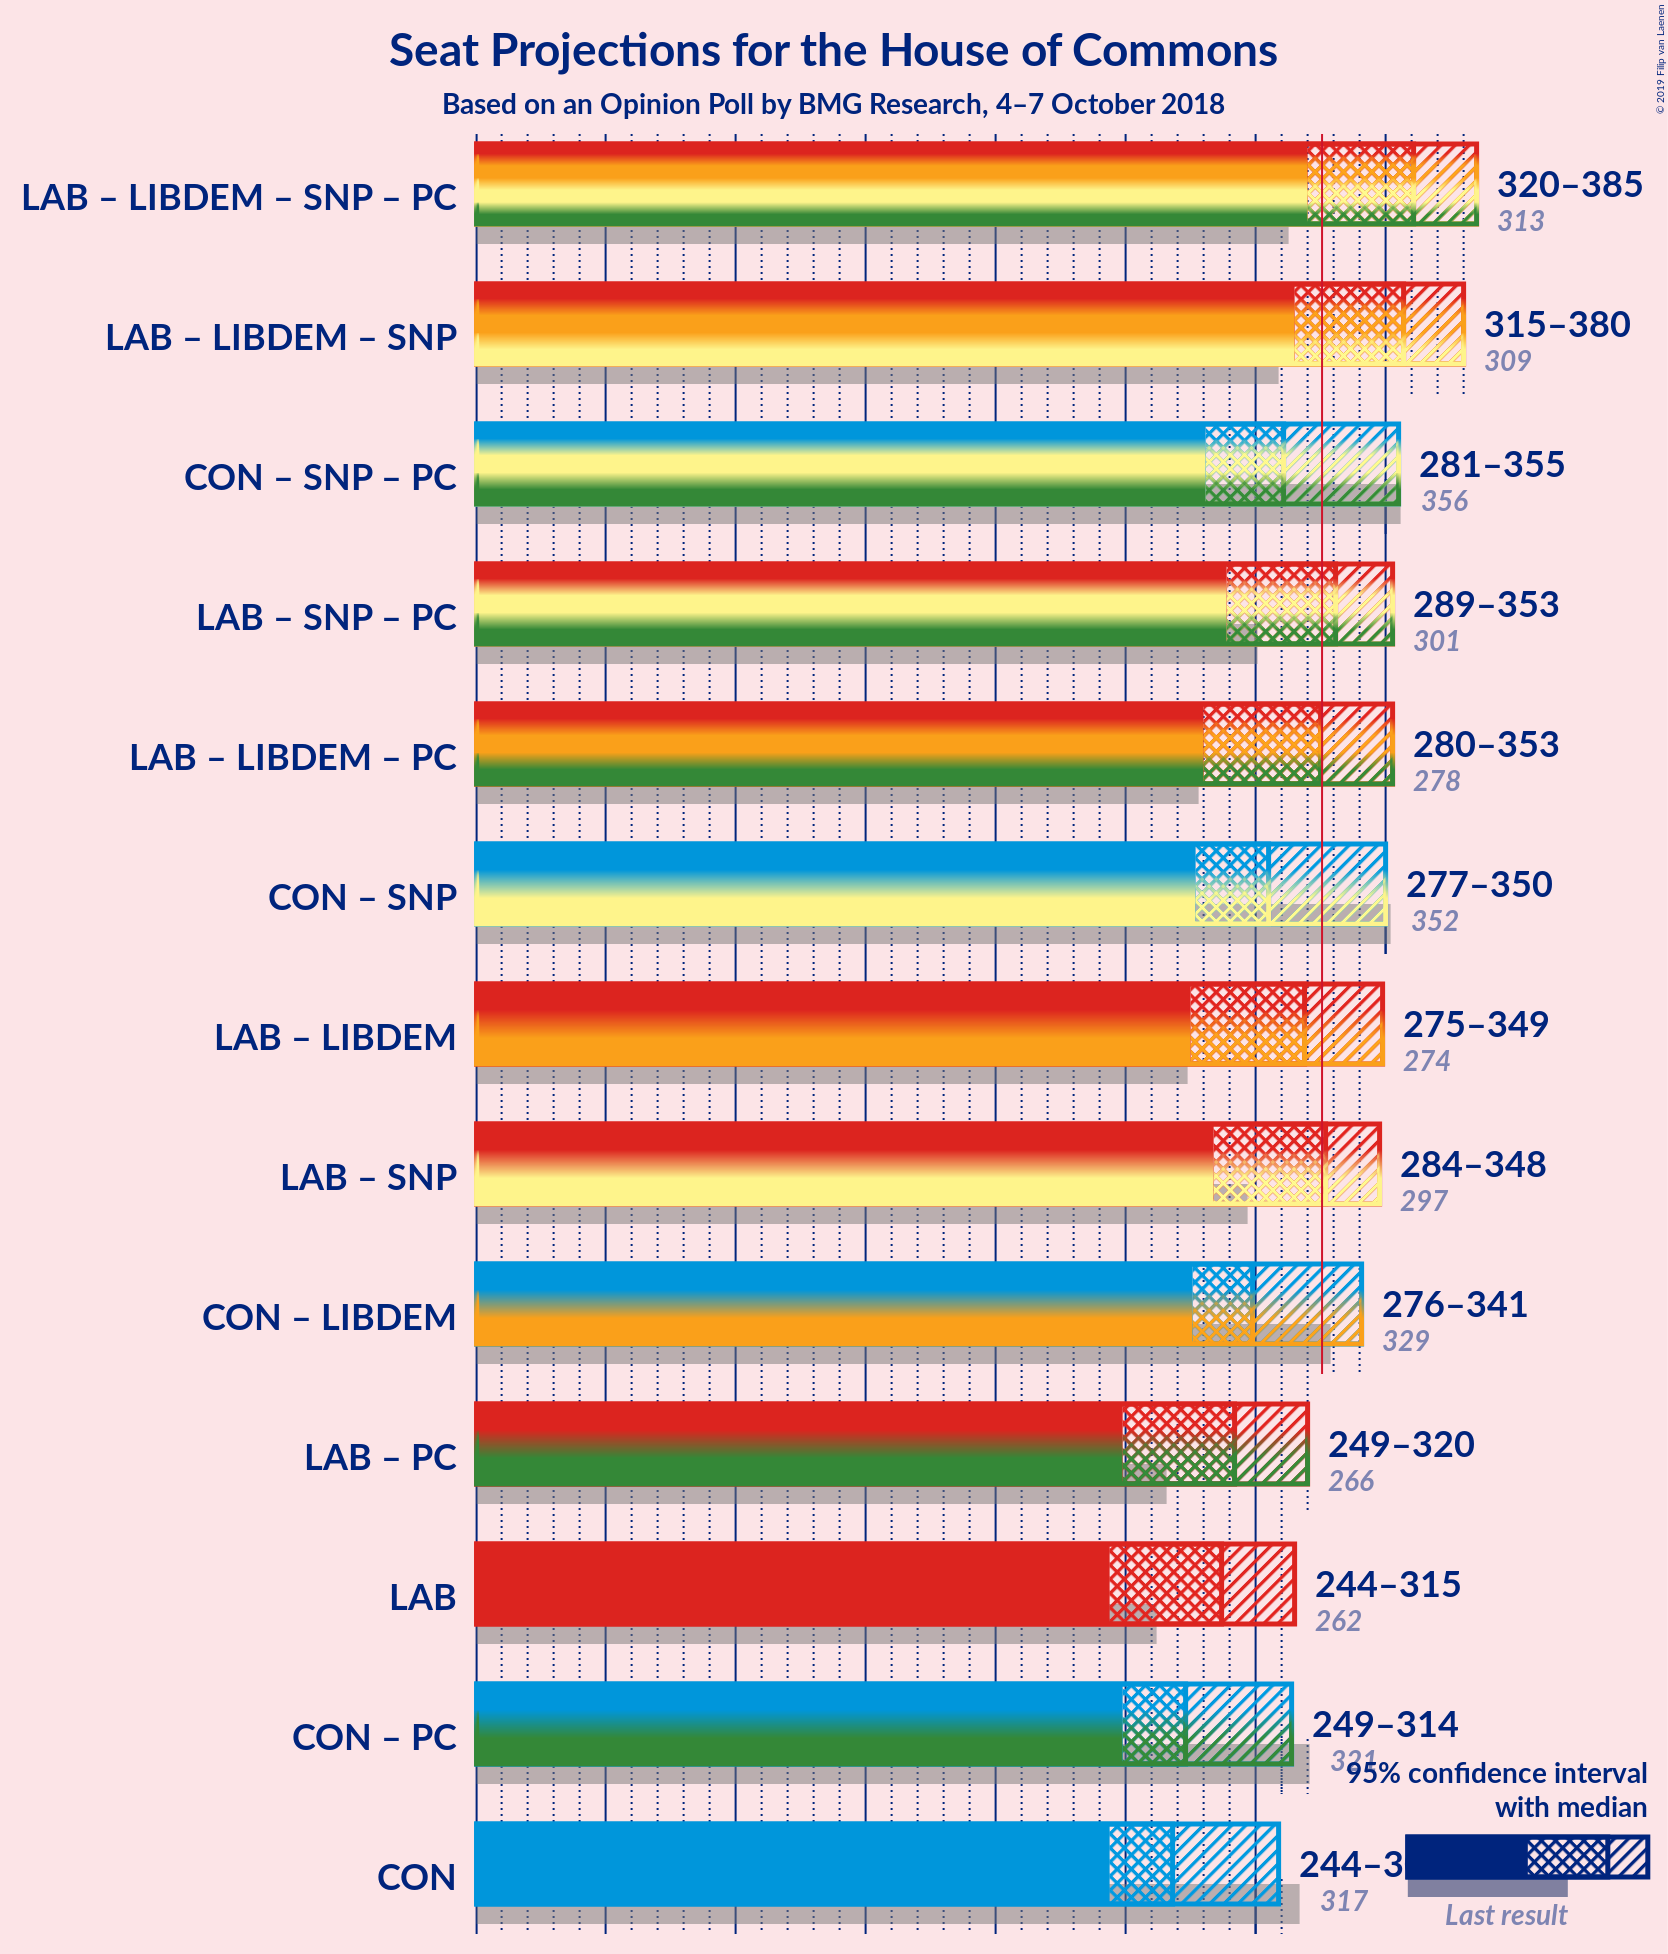 Seat Projections for the House of Commons
Based on an Opinion Poll by BMG Research, 4–7 October 2018
© 2019 Filip van Laenen
LAB – LIBDEM – SNP – PC
320–385
313
LAB – LIBDEM – SNP
315–380
309
CON – SNP – PC
281–355
356
LAB – SNP – PC
289–353
301
LAB – LIBDEM – PC
280–353
278
CON – SNP
277–350
352
LAB – LIBDEM
275–349
274
LAB – SNP
284–348
297
CON – LIBDEM
276–341
329
LAB – PC
249–320
266
LAB
244–315
262
CON – PC
249–314
321
95% confidence interval
with median
CON
244–3
317
Last result